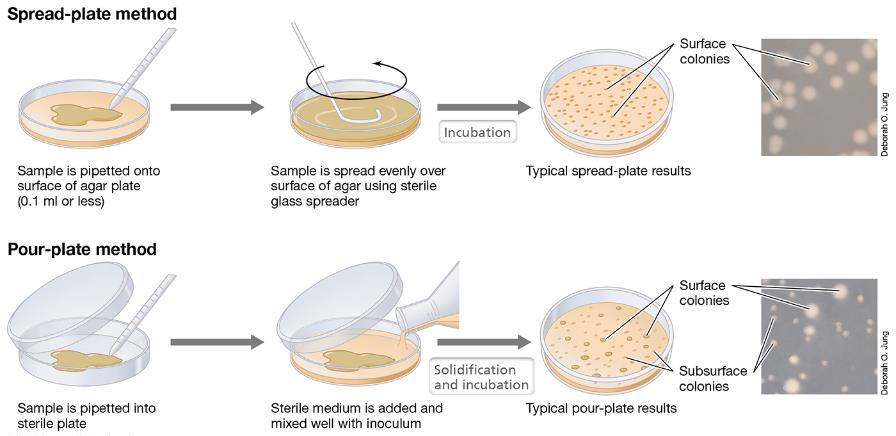 Spread-plate method
Surface
colonies
Incubation
Deborah O. Jung
Sample is pipetted onto
surface of agar plate
(0.1 ml or less)
Sample is spread evenly over
surface of agar using sterile
glass spreader
Typical spread-plate results
Pour-plate method
Surface
colonies
Solidification
and incubation
Subsurface
colonies
Deborah O. Jung
Sample is pipetted into
sterile plate
Sterile medium is added and
mixed well with inoculum
Typical pour-plate results